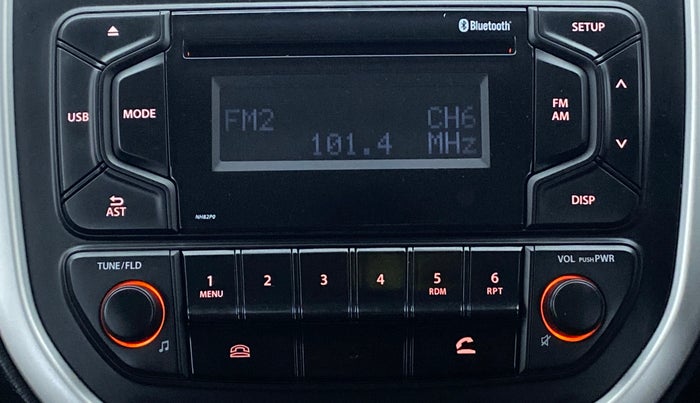 Bluetooth
SETUP
USB
MODE
FM2 CH6
101.4 MHz
FM
AM
AST
DISP
NH82P0
TUNE/FLD
VOL PUSH PWR
1 2 3 4 5 6
MENU RDM RPT